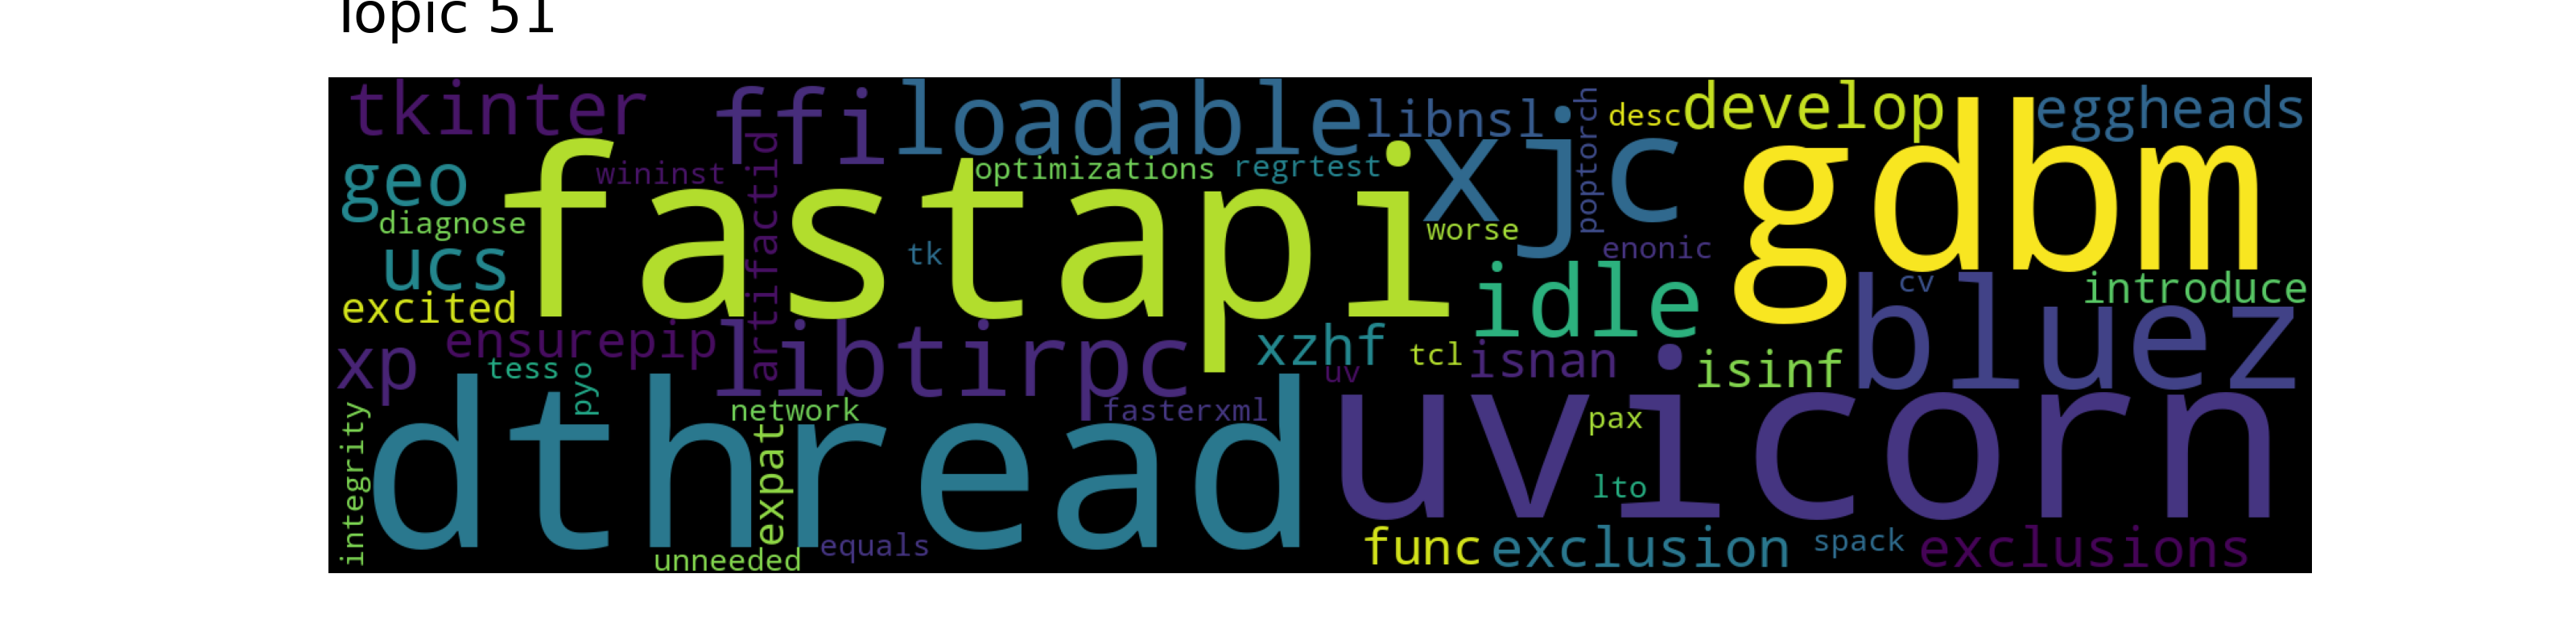 Topic 51
tkinter ffi loadable libnsl poptorch desc develop eggheads
geo wininst artifactid optimizations regrtest xjc gdbm
diagnose fastapi worse
ucs tk enonic
excited idle cv introduce
xp ensurepip libtirpc xzhf tcl isnan isinf bluez
tess pyo uv
integrity network fasterxml pax
dthread expat uvicorn
lto
unneeded equals func exclusion spack exclusions